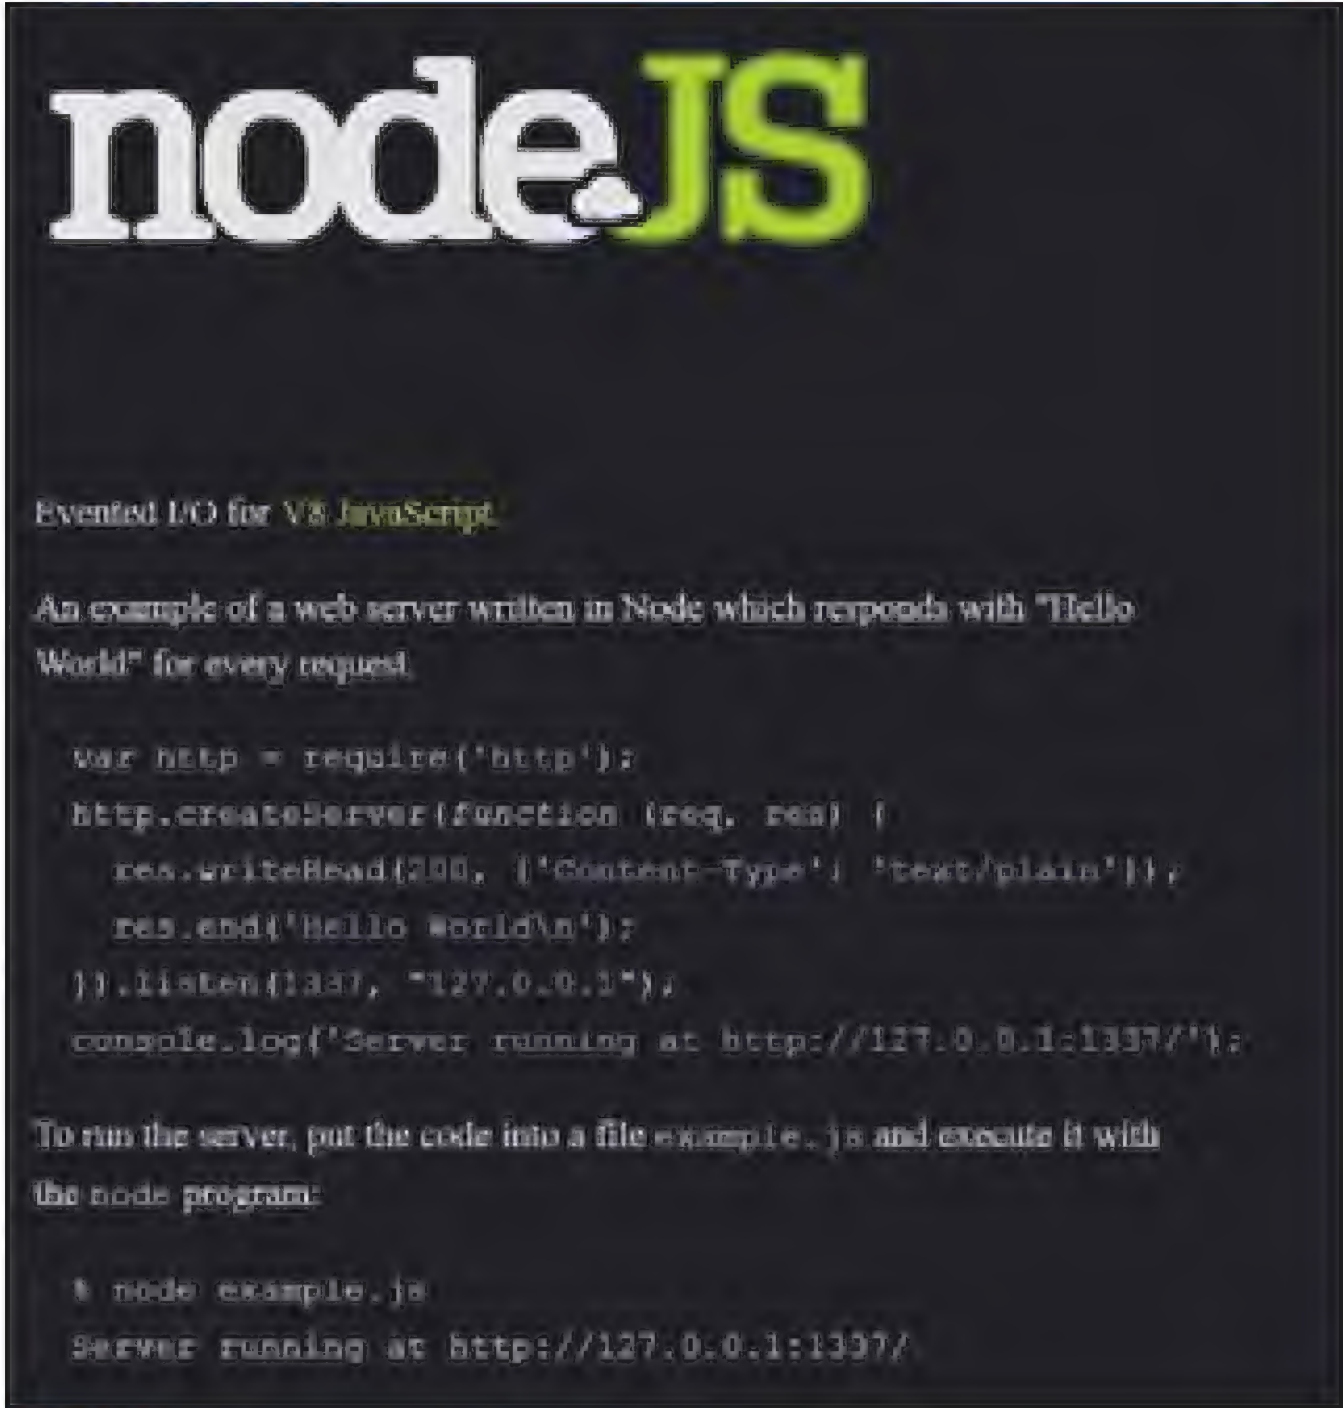 node.JS
Evented I/O for V8 JavaScript.
An example of a web server written in Node which responds with "Hello
World" for every request.
var http = require('http');
http.createServer(function (req, res) {
res.writeHead(200, {'Content-Type': 'text/plain'});
res.end('Hello World\n');
}).listen(1337, "127.0.0.1");
console.log('Server running at http://127.0.0.1:1337/');
To run the server, put the code into a file example.js and execute it with
the node program:
% node example.js
Server running at http://127.0.0.1:1337/